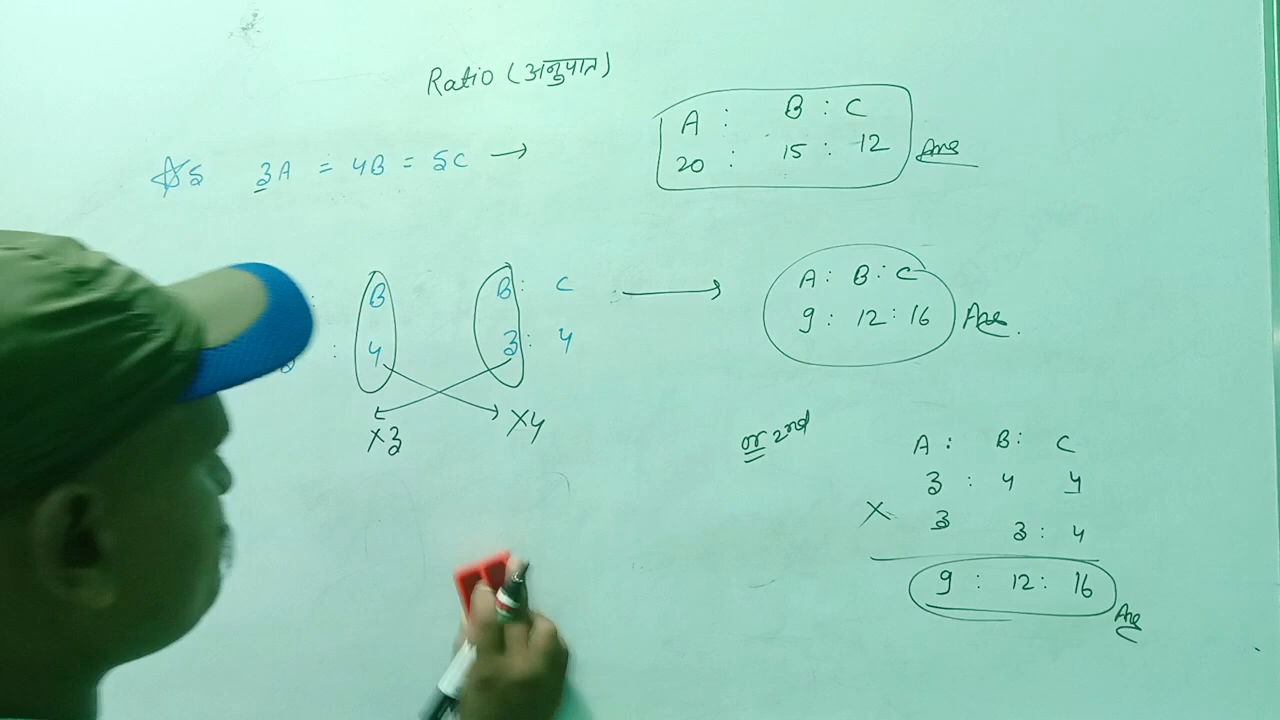 Ratio (अनुपात)
3A = 4B = 5C →
A : B : C
20 : 15 : 12 Ans
: B B : C →
: 4 3 : 4
×3 ×4
A : B : C
9 : 12 : 16 Ans.
or 2nd
A : B : C
3 : 4 4
× 3 3 : 4
9 : 12 : 16
Ans